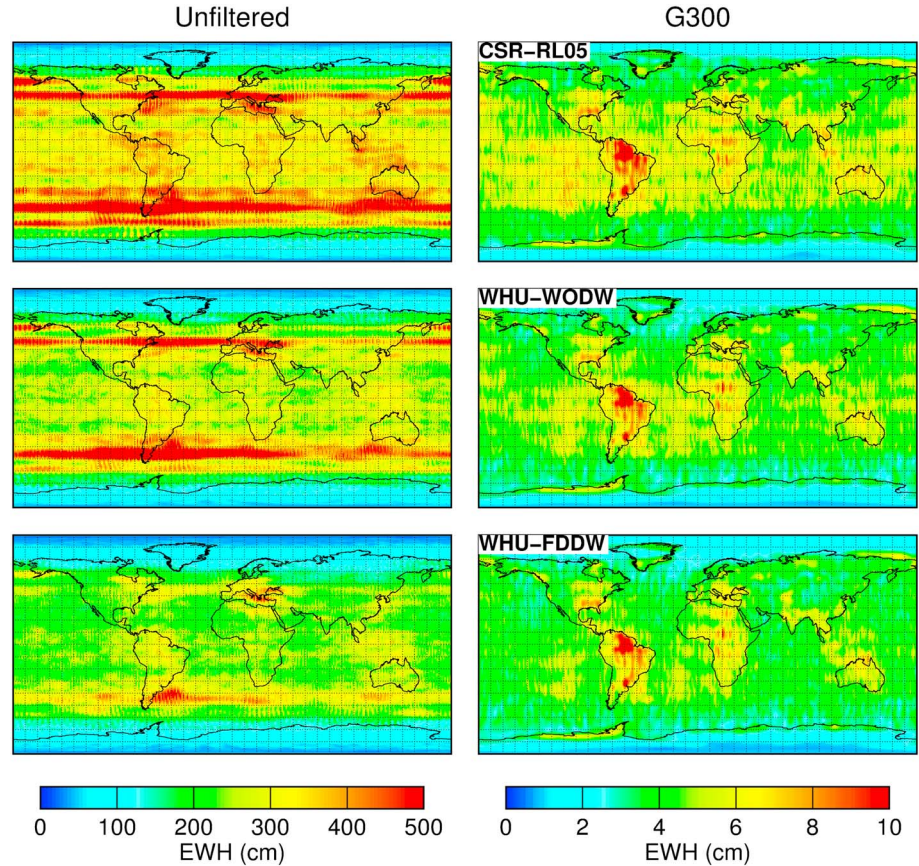 Unfiltered G300
CSR−RL05
WHU−WODW
WHU−FDDW
0 100 200 300 400 500
EWH (cm)
0 2 4 6 8 10
EWH (cm)